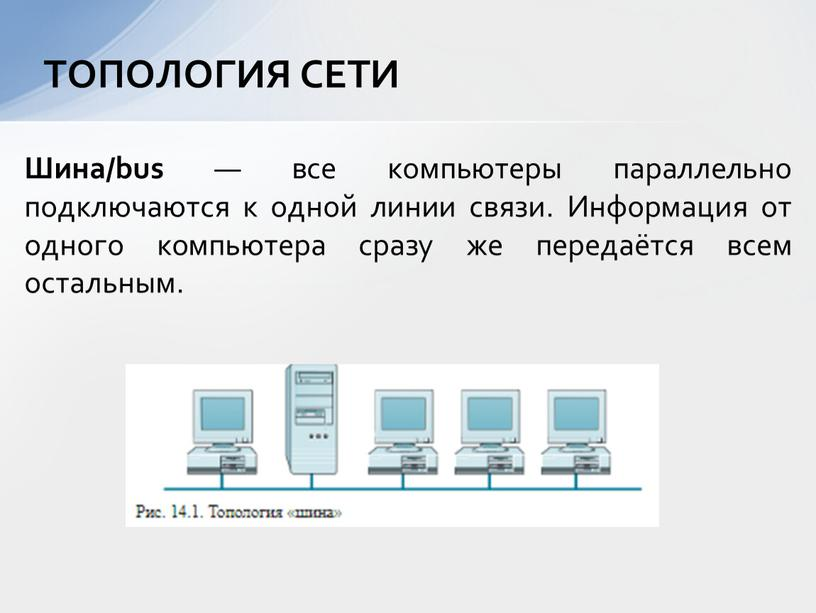 ТОПОЛОГИЯ СЕТИ
Шина/bus — все компьютеры параллельно
подключаются к одной линии связи. Информация от
одного компьютера сразу же передаётся всем
остальным.
Рис. 14.1. Топология «шина»